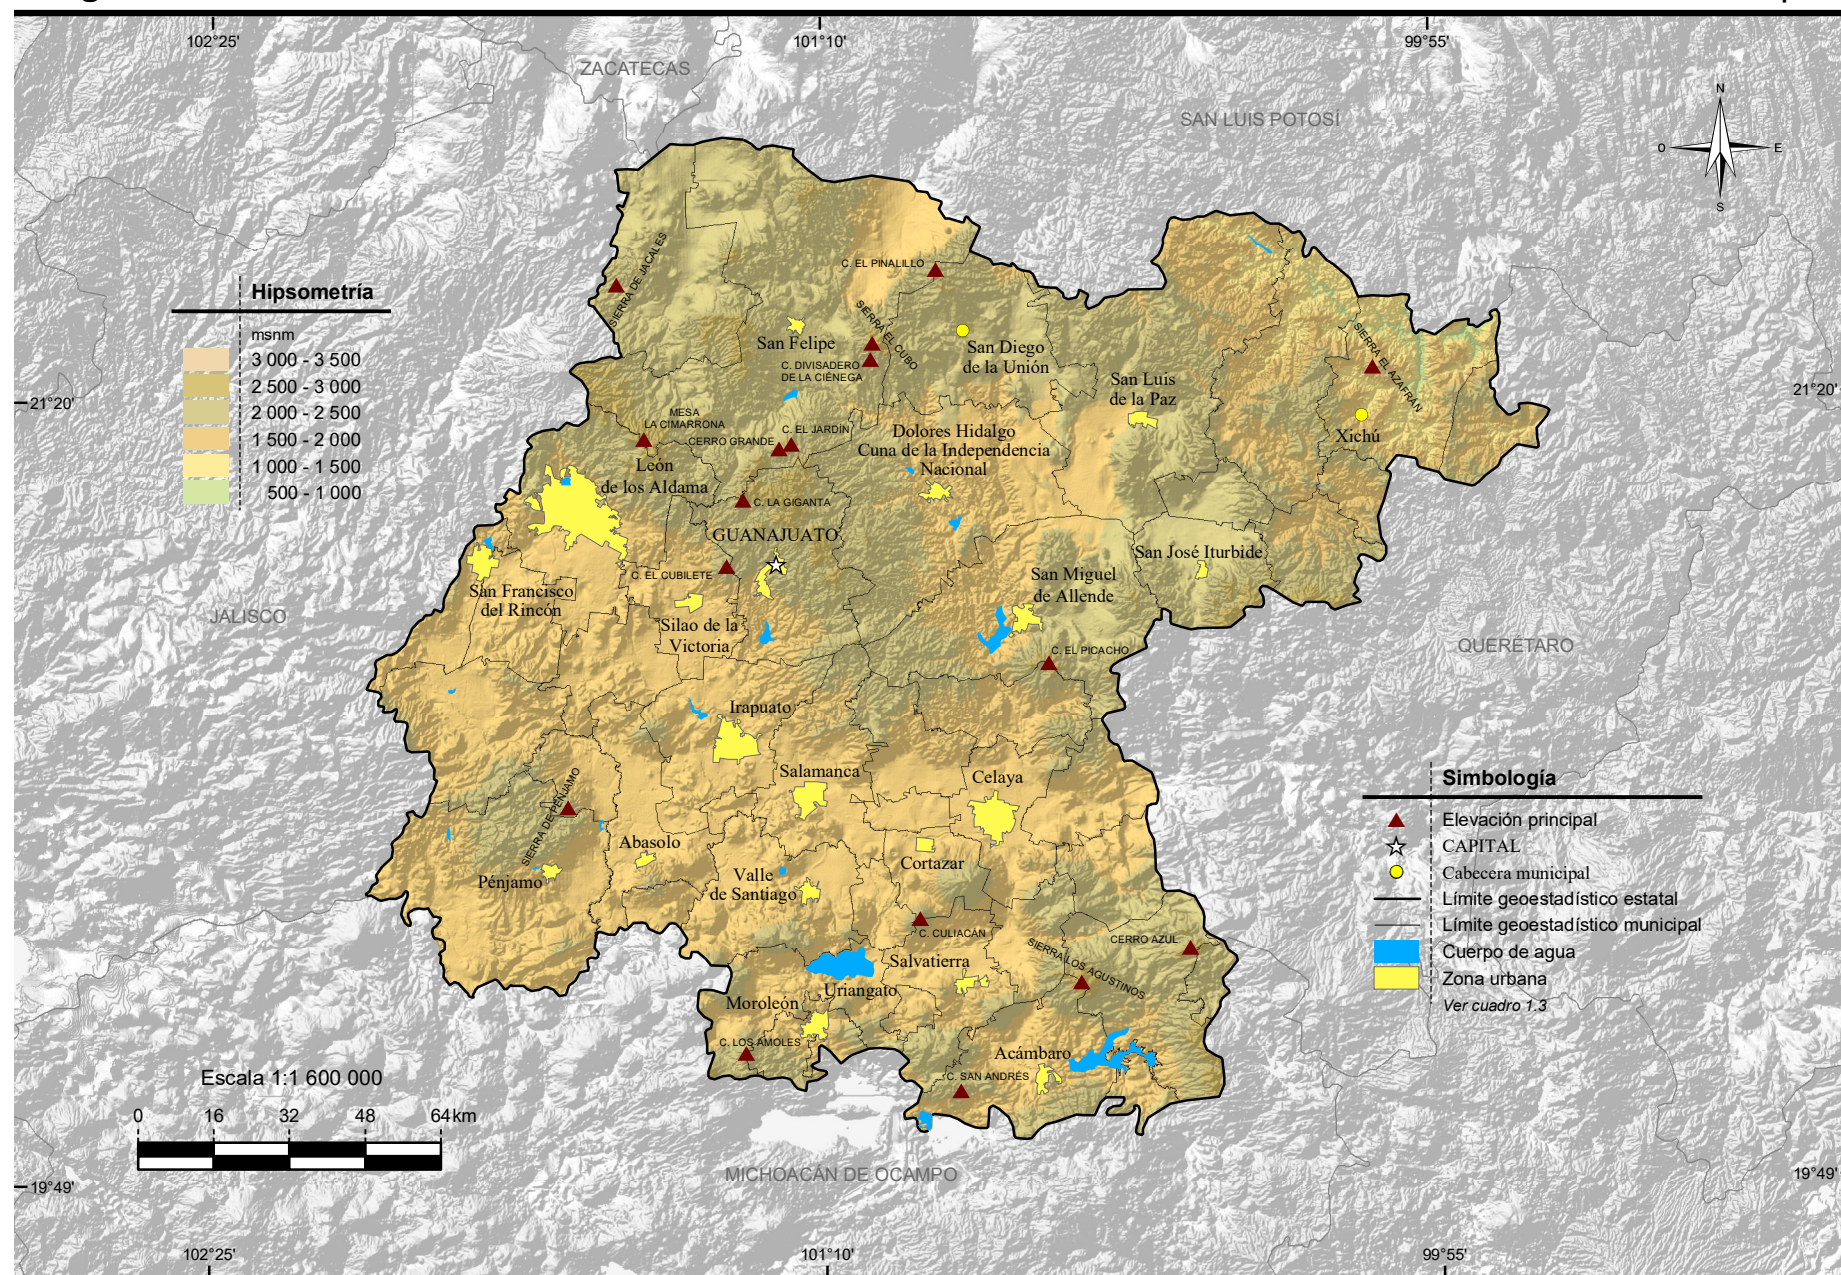 102°25'
101°10'
99°55'
ZACATECAS
SAN LUIS POTOSÍ
N
O
E
S
SIERRA DE JACALES
C. EL PINALILLO
Hipsometría
msnm
3 000 - 3 500
2 500 - 3 000
2 000 - 2 500
1 500 - 2 000
1 000 - 1 500
500 - 1 000
San Felipe
SIERRA EL CUBO
San Diego
de la Unión
C. DIVISADERO
DE LA CIÉNEGA
SIERRA EL AZAFRÁN
San Luis
de la Paz
21°20'
21°20'
MESA
LA CIMARRONA
C. EL JARDÍN
CERRO GRANDE
Dolores Hidalgo
Cuna de la Independencia
Nacional
Xichú
León
de los Aldama
C. LA GIGANTA
GUANAJUATO
San José Iturbide
C. EL CUBILETE
San Miguel
de Allende
San Francisco
del Rincón
JALISCO
Silao de la
Victoria
QUERÉTARO
C. EL PICACHO
Irapuato
Salamanca
Celaya
SIERRA DE PÉNJAMO
Abasolo
Cortazar
Pénjamo
Valle
de Santiago
C. CULIACÁN
CERRO AZUL
SIERRA LOS AGUSTINOS
Salvatierra
Uriangato
Moroleón
C. LOS AMOLES
Acámbaro
C. SAN ANDRÉS
Simbología
Elevación principal
CAPITAL
Cabecera municipal
Límite geoestadístico estatal
Límite geoestadístico municipal
Cuerpo de agua
Zona urbana
Ver cuadro 1.3
Escala 1:1 600 000
0 16 32 48 64 km
MICHOACÁN DE OCAMPO
19°49'
19°49'
102°25'
101°10'
99°55'